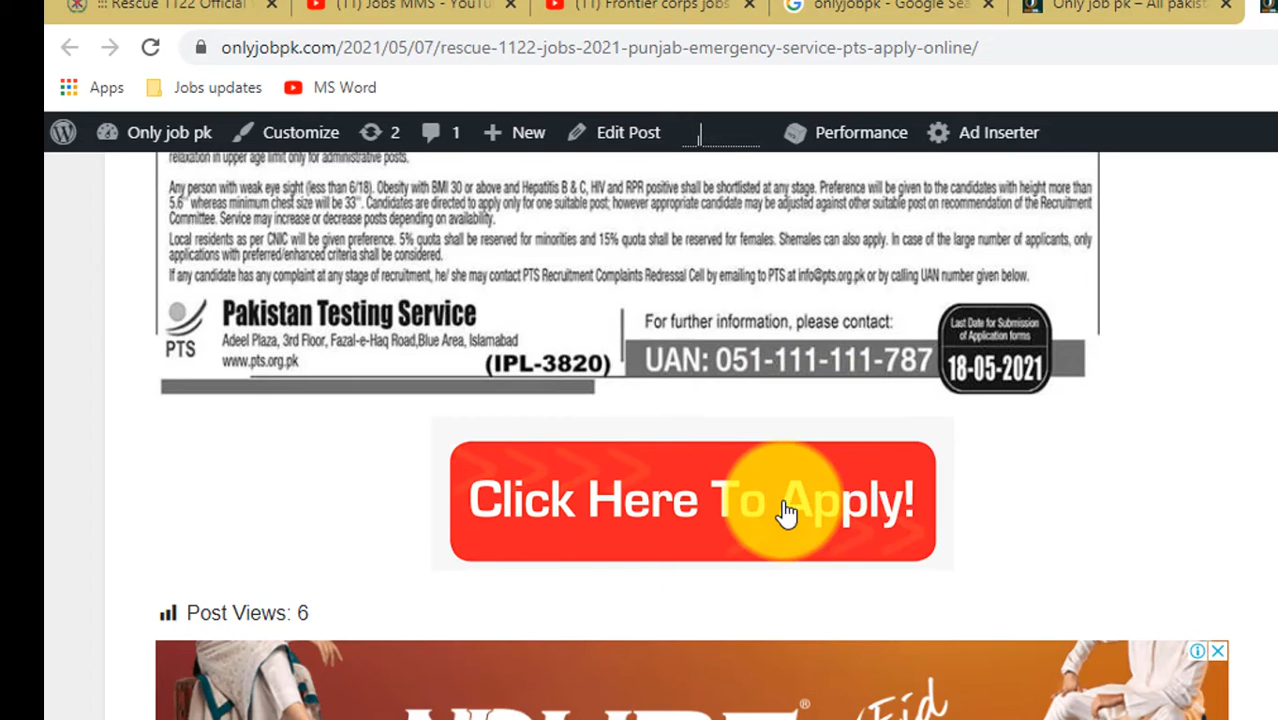 ::: Rescue 1122 Official
(11) Jobs MMS - YouTu
(11) Frontier corps jobs
onlyjobpk - Google Sea
Only job pk – All pakist
onlyjobpk.com/2021/05/07/rescue-1122-jobs-2021-punjab-emergency-service-pts-apply-online/
Apps Jobs updates MS Word
Only job pk Customize 2 1 New Edit Post Performance Ad Inserter
relaxation in upper age limit only for administrative posts.
Any person with weak eye sight (less than 6/18). Obesity with BMI 30 or above and Hepatitis B & C, HIV and RPR positive shall be shortlisted at any stage. Preference will be given to the candidates with height more than
5.6" whereas minimum chest size will be 33". Candidates are directed to apply only for one suitable post; however appropriate candidate may be adjusted against other suitable post on recommendation of the Recruitment
Committee. Service may increase or decrease posts depending on availability.
Local residents as per CNIC will be given preference. 5% quota shall be reserved for minorities and 15% quota shall be reserved for females. Shemales can also apply. In case of the large number of applicants, only
applications with preferred/enhanced criteria shall be considered.
If any candidate has any complaint at any stage of recruitment, he/ she may contact PTS Recruitment Complaints Redressal Cell by emailing to PTS at info@pts.org.pk or by calling UAN number given below.
PTS
Pakistan Testing Service
Adeel Plaza, 3rd Floor, Fazal-e-Haq Road,Blue Area, Islamabad
www.pts.org.pk
(IPL-3820)
For further information, please contact:
UAN: 051-111-111-787
Last Date for Submission
of Application forms
18-05-2021
Click Here To Apply!
Post Views: 6
Eid